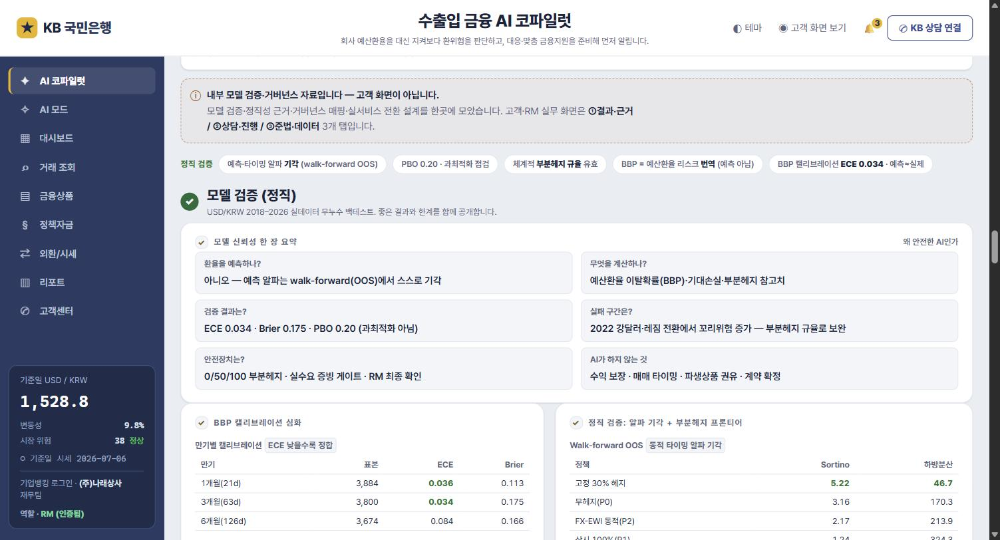 KB 국민은행
수출입 금융 AI 코파일럿
회사 예산환율을 대신 지켜보다 환위험을 판단하고, 대응·맞춤 금융지원을 준비해 먼저 알립니다.
테마
고객 화면 보기
3
KB 상담 연결
AI 코파일럿
AI 모드
대시보드
거래 조회
금융상품
§ 정책자금
외환/시세
리포트
고객센터
기준일 USD / KRW
1,528.8
변동성 9.8%
시장 위험 38 정상
기준일 시세 2026-07-06
기업뱅킹 로그인 · (주)나래상사
재무팀
역할 · RM (인증됨)
내부 모델 검증·거버넌스 자료입니다 — 고객 화면이 아닙니다.
모델 검증·정직성 근거·거버넌스 매핑·실서비스 전환 설계를 한곳에 모았습니다. 고객·RM 실무 화면은 ①결과·근거
/ ②상담·진행 / ③준법·데이터 3개 탭입니다.
정직 검증
예측·타이밍 알파 기각 (walk-forward OOS)
PBO 0.20 · 과최적화 점검
체계적 부분헤지 규율 유효
BBP = 예산환율 리스크 번역 (예측 아님)
BBP 캘리브레이션 ECE 0.034 · 예측≈실제
모델 검증 (정직)
USD/KRW 2018–2026 실데이터 무누수 백테스트. 좋은 결과와 한계를 함께 공개합니다.
모델 신뢰성 한 장 요약
왜 안전한 AI인가
환율을 예측하나?
아니오 — 예측 알파는 walk-forward(OOS)에서 스스로 기각
무엇을 계산하나?
예산환율 이탈확률(BBP)·기대손실·부분헤지 참고치
검증 결과는?
ECE 0.034 · Brier 0.175 · PBO 0.20 (과최적화 아님)
실패 구간은?
2022 강달러·레짐 전환에서 꼬리위험 증가 — 부분헤지 규율로 보완
안전장치는?
0/50/100 부분헤지 · 실수요 증빙 게이트 · RM 최종 확인
AI가 하지 않는 것
수익 보장 · 매매 타이밍 · 파생상품 권유 · 계약 확정
BBP 캘리브레이션 심화
만기별 캘리브레이션 ECE 낮을수록 정합
만기 표본 ECE Brier
1개월(21d) 3,884 0.036 0.113
3개월(63d) 3,800 0.034 0.175
6개월(126d) 3,674 0.084 0.166
정직 검증: 알파 기각 + 부분헤지 프론티어
Walk-forward OOS 동적 타이밍 알파 기각
정책 Sortino 하방분산
고정 30% 헤지 5.22 46.7
무헤지(P0) 3.16 170.3
FX-EWI 동적(P2) 2.17 213.9
상시 100%(P1) 1.24 324.3